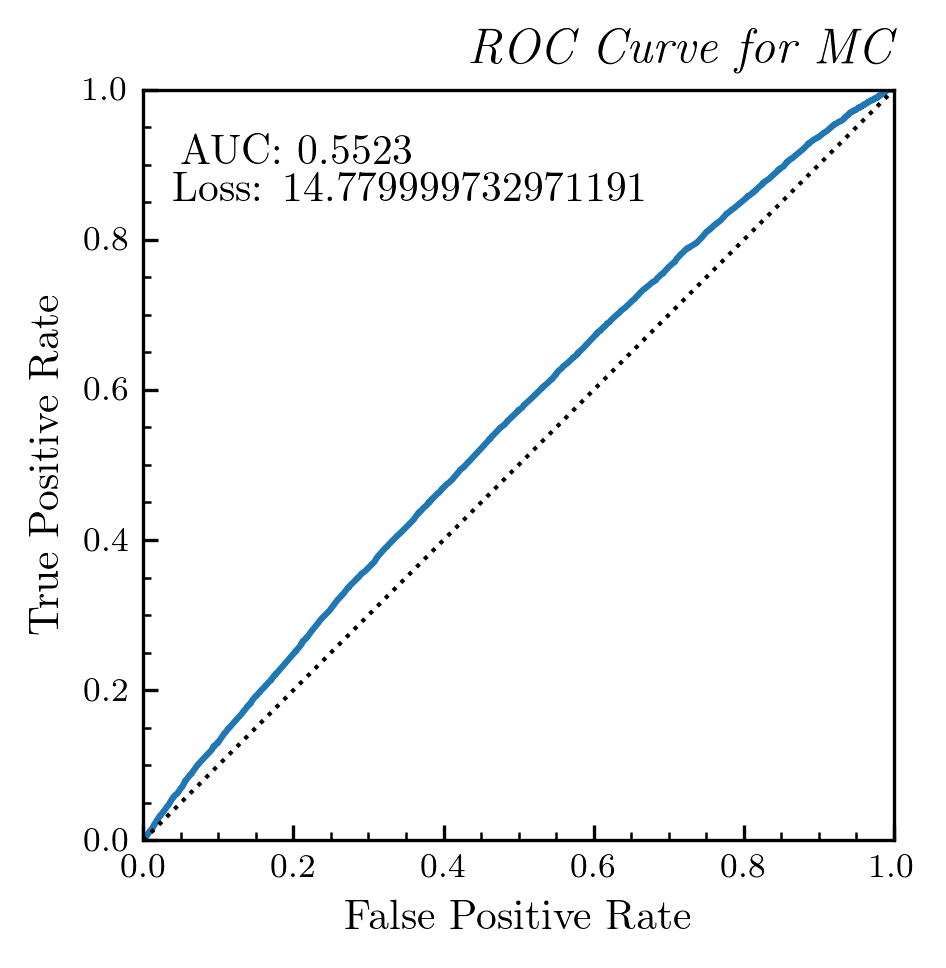 ROC Curve for MC
1.0
AUC: 0.5523
Loss: 14.779999732971191
0.8
0.6
0.4
0.2
0.0
True Positive Rate
0.0 0.2 0.4 0.6 0.8 1.0
False Positive Rate